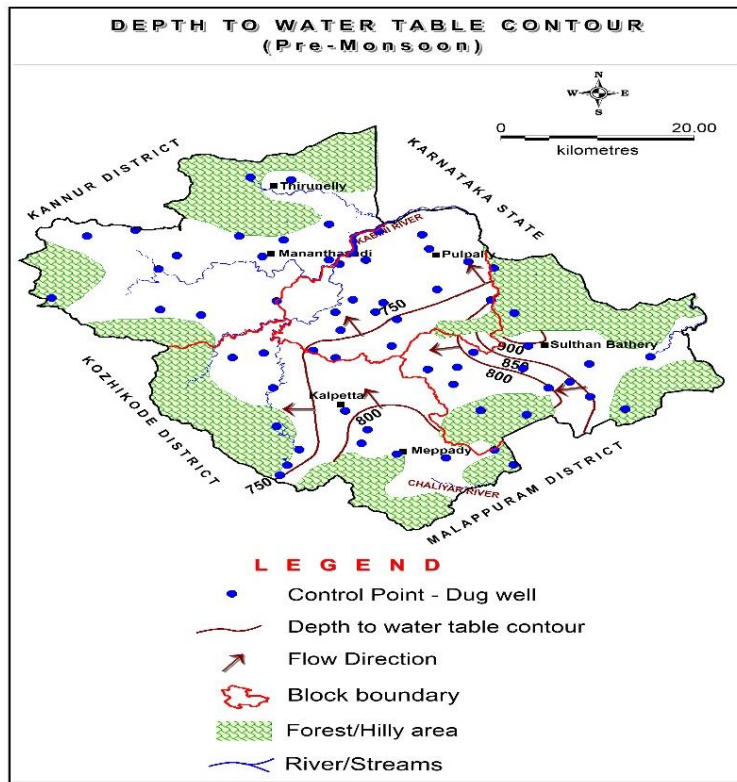 DEPTH TO WATER TABLE CONTOUR
(Pre-Monsoon)
N
W E
S
0 20.00
kilometres
KANNUR DISTRICT
KARNATAKA STATE
Thirunelly
KABINI RIVER
Mananthavadi
Pulpally
750
900
Sulthan Bathery
850
800
KOZHIKODE DISTRICT
Kalpetta
800
Meppady
750
CHALIYAR RIVER
MALAPPURAM DISTRICT
LEGEND
Control Point - Dug well
Depth to water table contour
Flow Direction
Block boundary
Forest/Hilly area
River/Streams